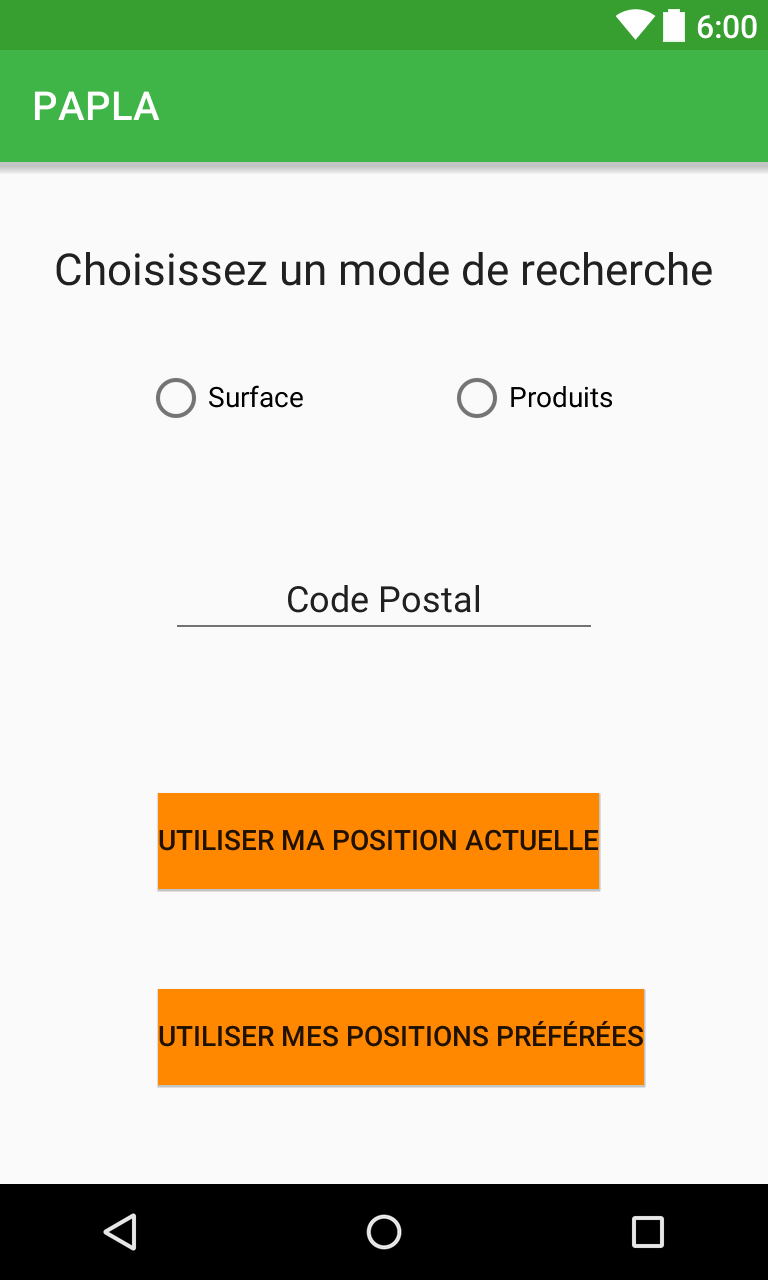 6:00
PAPLA
Choisissez un mode de recherche
Surface
Produits
Code Postal
UTILISER MA POSITION ACTUELLE
UTILISER MES POSITIONS PRÉFÉRÉES